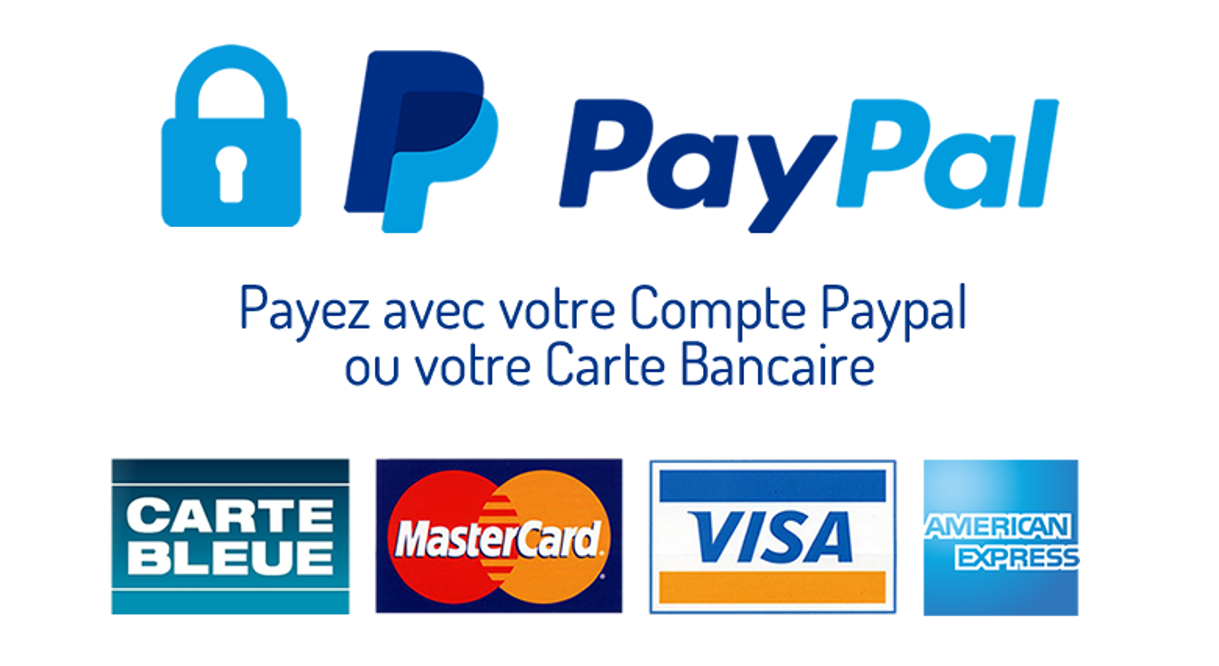 PayPal
Payez avec votre Compte Paypal
ou votre Carte Bancaire
CARTE
BLEUE
MasterCard.
VISA
AMERICAN
EXPRESS